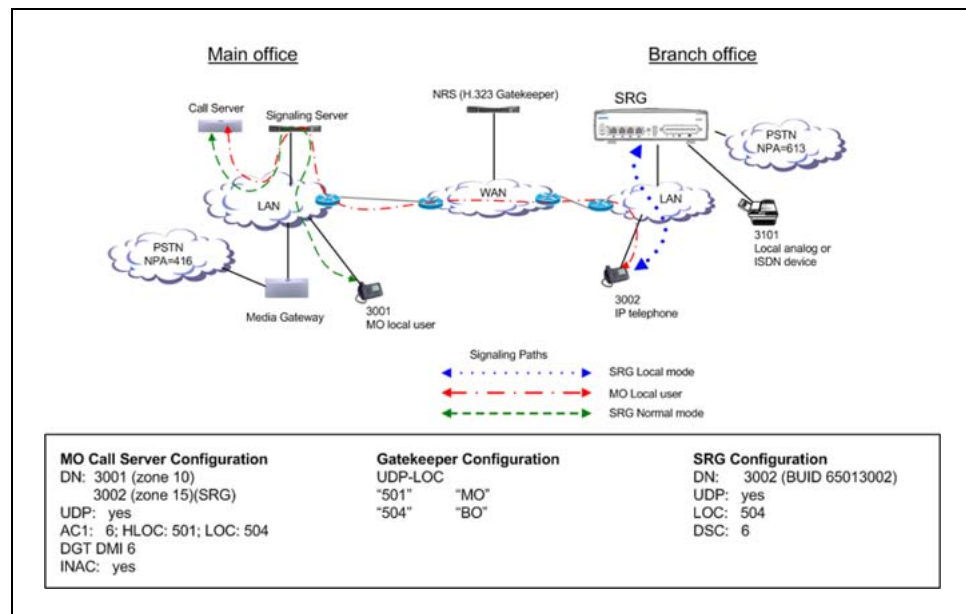 Main office
Branch office
Call Server
Signaling Server
NRS (H.323 Gatekeeper)
SRG
PSTN
NPA=613
LAN
WAN
LAN
3101
Local analog or
ISDN device
PSTN
NPA=416
Media Gateway
3001
MO local user
3002
IP telephone
Signaling Paths
SRG Local mode
MO Local user
SRG Normal mode
MO Call Server Configuration
DN: 3001 (zone 10)
3002 (zone 15)(SRG)
UDP: yes
AC1: 6; HLOC: 501; LOC: 504
DGT DMI 6
INAC: yes
Gatekeeper Configuration
UDP-LOC
"501" "MO"
"504" "BO"
SRG Configuration
DN: 3002 (BUID 65013002)
UDP: yes
LOC: 504
DSC: 6